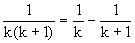 1/(k(k + 1)) = 1/k - 1/(k + 1)